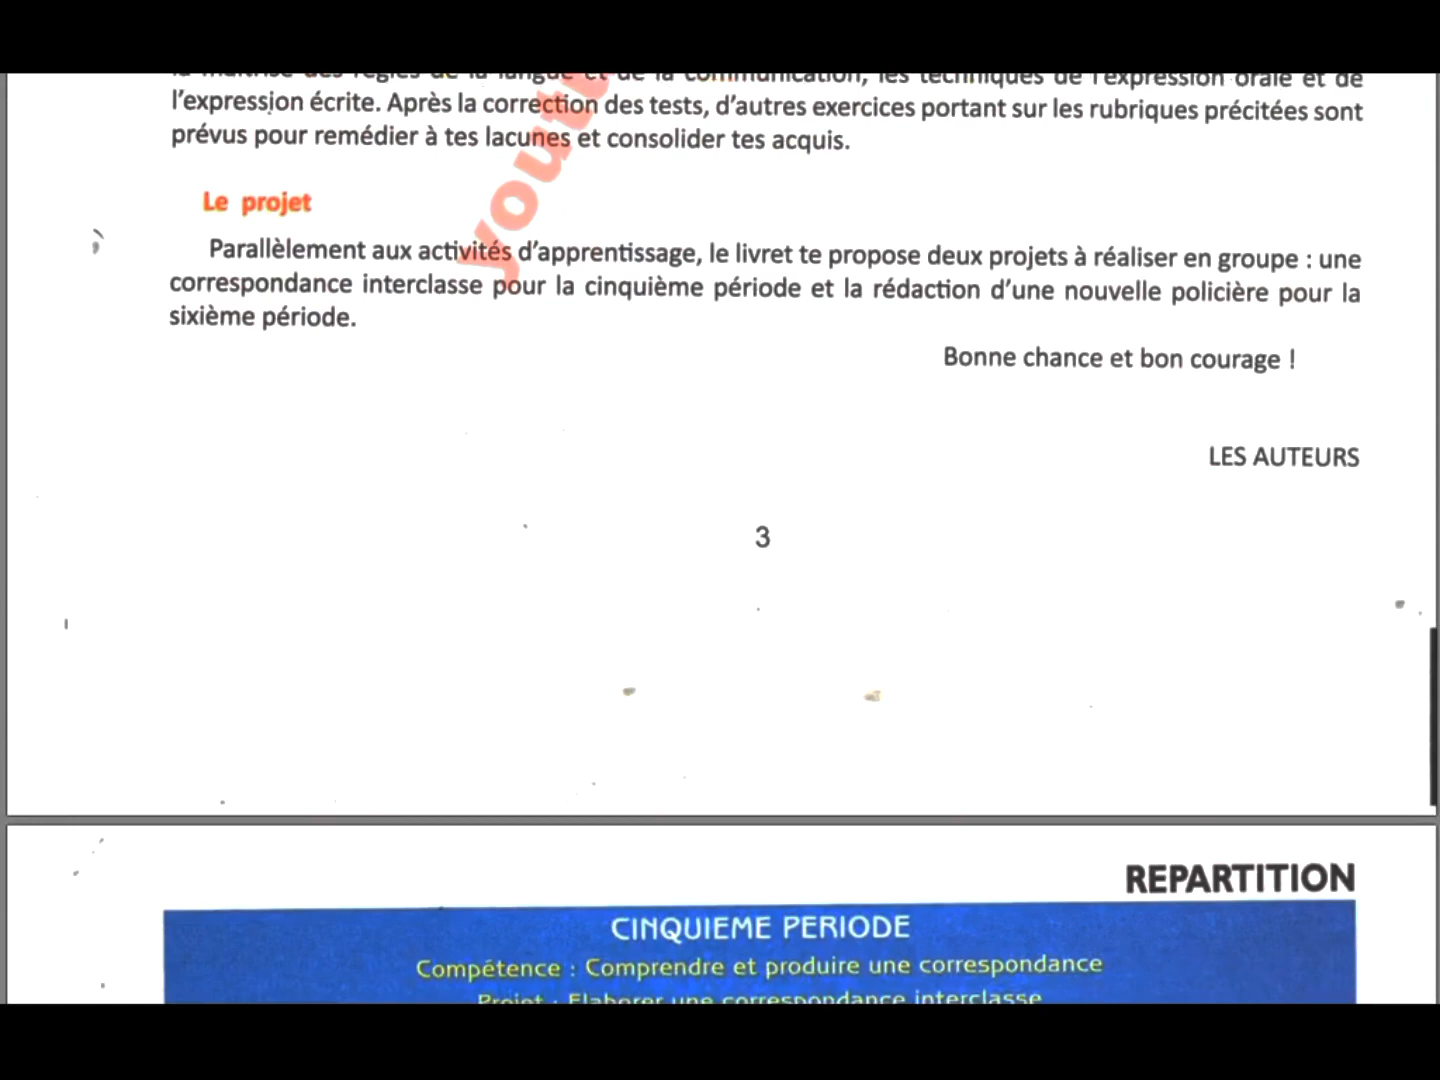 la maîtrise des règles de la langue et de la communication, les techniques de l'expression orale et de
l'expression écrite. Après la correction des tests, d'autres exercices portant sur les rubriques précitées sont
prévus pour remédier à tes lacunes et consolider tes acquis.
Le projet
Parallèlement aux activités d'apprentissage, le livret te propose deux projets à réaliser en groupe : une
correspondance interclasse pour la cinquième période et la rédaction d'une nouvelle policière pour la
sixième période.
Bonne chance et bon courage !
LES AUTEURS
3
REPARTITION
CINQUIEME PERIODE
Compétence : Comprendre et produire une correspondance
Projet : Elaborer une correspondance interclasse